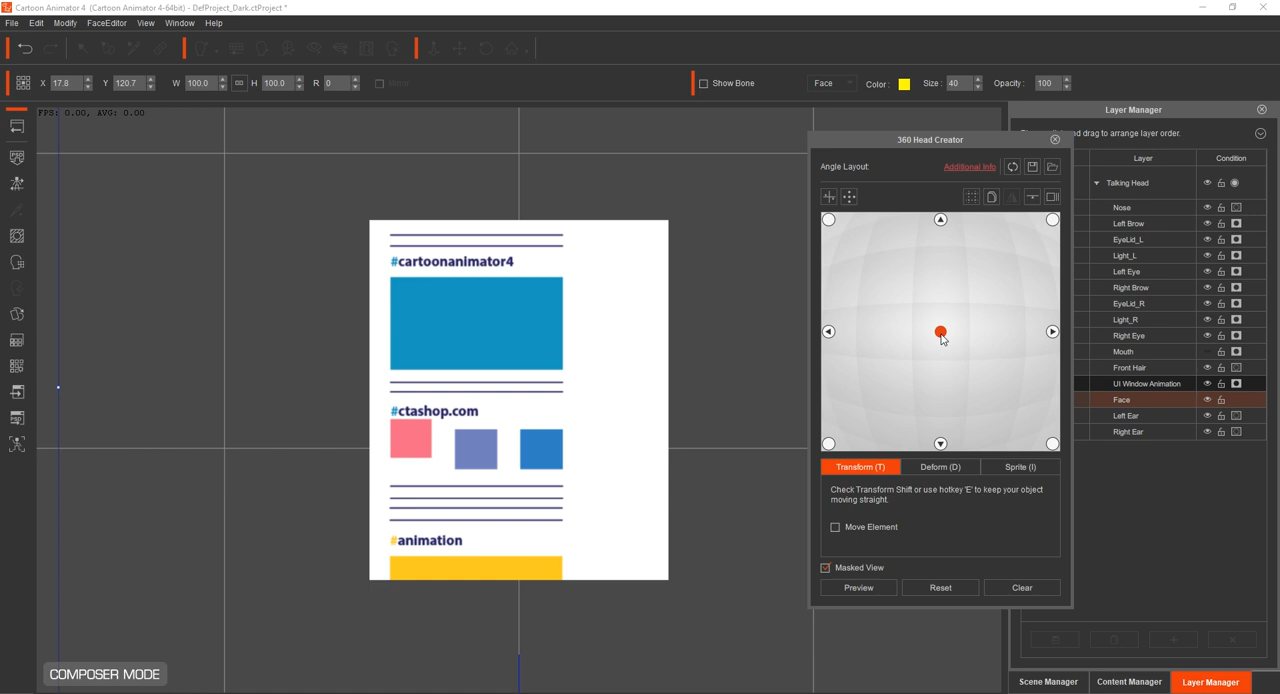 Cartoon Animator 4 (Cartoon Animator 4-64bit) - DefProject_Dark.ctProject *
File Edit Modify FaceEditor View Window Help
X 17.8 Y 120.7 W 100.0 H 100.0 R 0 Mirror Show Bone Face Color: Size: 40 Opacity: 100
FPS: 0.00, AVG: 0.00
Layer Manager
and drag to arrange layer order.
360 Head Creator
Angle Layout: Additional Info
Layer Condition
Talking Head
Nose
Left Brow
EyeLid_L
Light_L
Left Eye
Right Brow
EyeLid_R
Light_R
Right Eye
Mouth
Front Hair
UI Window Animation
Face
Left Ear
Right Ear
#cartoonanimator4
#ctashop.com
#animation
Transform (T) Deform (D) Sprite (I)
Check Transform Shift or use hotkey 'E' to keep your object
moving straight.
Move Element
Masked View
Preview Reset Clear
COMPOSER MODE
PSD
PSD
Scene Manager Content Manager Layer Manager